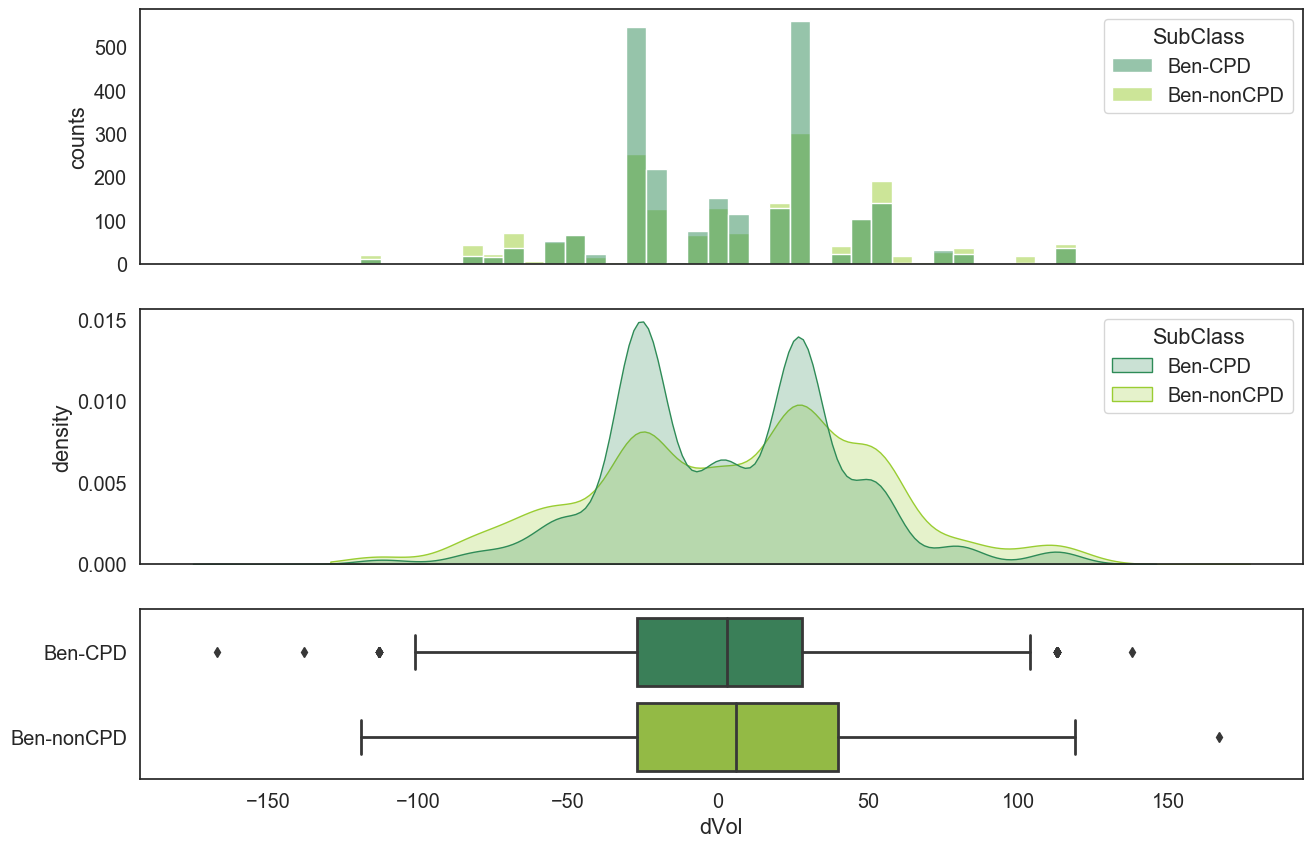 500
400
300
200
100
0
counts
SubClass
Ben-CPD
Ben-nonCPD
0.015
0.010
0.005
0.000
density
SubClass
Ben-CPD
Ben-nonCPD
Ben-CPD
Ben-nonCPD
−150 −100 −50 0 50 100 150
dVol